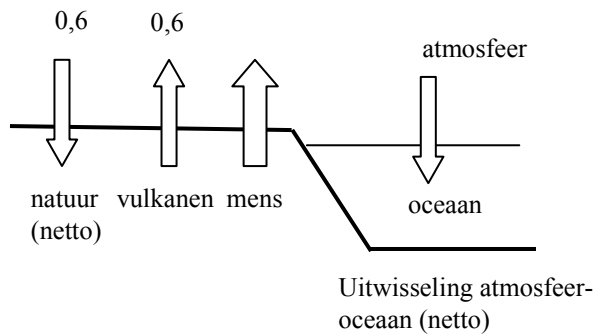 0,6 0,6
atmosfeer
natuur vulkanen mens
(netto)
oceaan
Uitwisseling atmosfeer-
oceaan (netto)